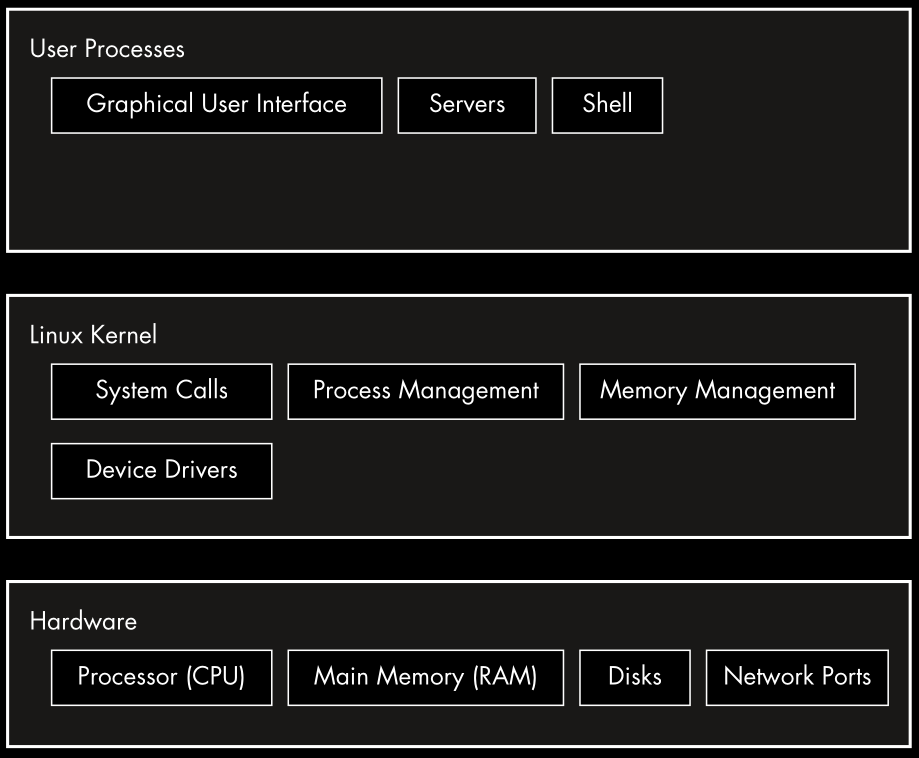 User Processes
Graphical User Interface
Servers
Shell
Linux Kernel
System Calls
Process Management
Memory Management
Device Drivers
Hardware
Processor (CPU)
Main Memory (RAM)
Disks
Network Ports